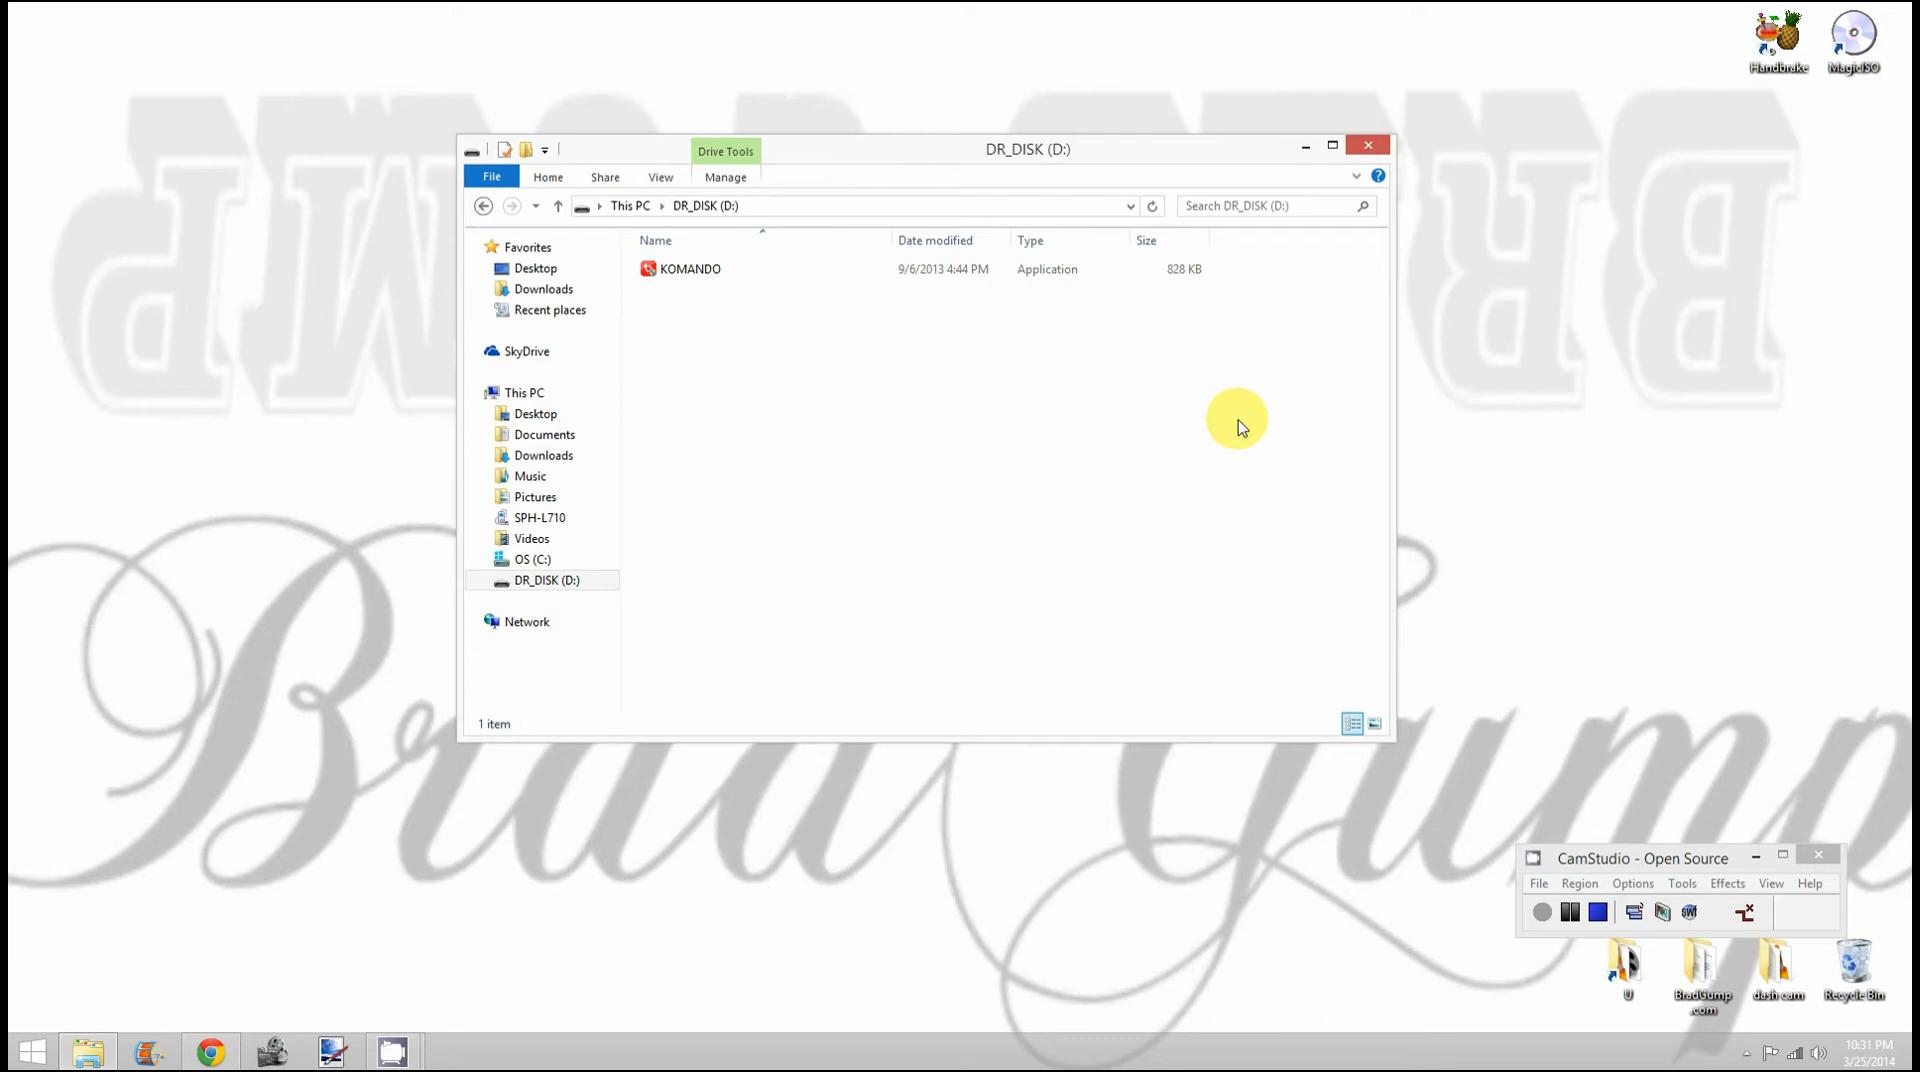 Handbrake
MagicISO
Drive Tools
DR_DISK (D:)
File
Home
Share
View
Manage
This PC
DR_DISK (D:)
Search DR_DISK (D:)
Name
Date modified
Type
Size
KOMANDO
9/6/2013 4:44 PM
Application
828 KB
Favorites
Desktop
Downloads
Recent places
SkyDrive
This PC
Desktop
Documents
Downloads
Music
Pictures
SPH-L710
Videos
OS (C:)
DR_DISK (D:)
Network
1 item
Brad Gump
CamStudio - Open Source
File
Region
Options
Tools
Effects
View
Help
SWF
U
BradGump
.com
dash cam
Recycle Bin
10:31 PM
3/25/2014